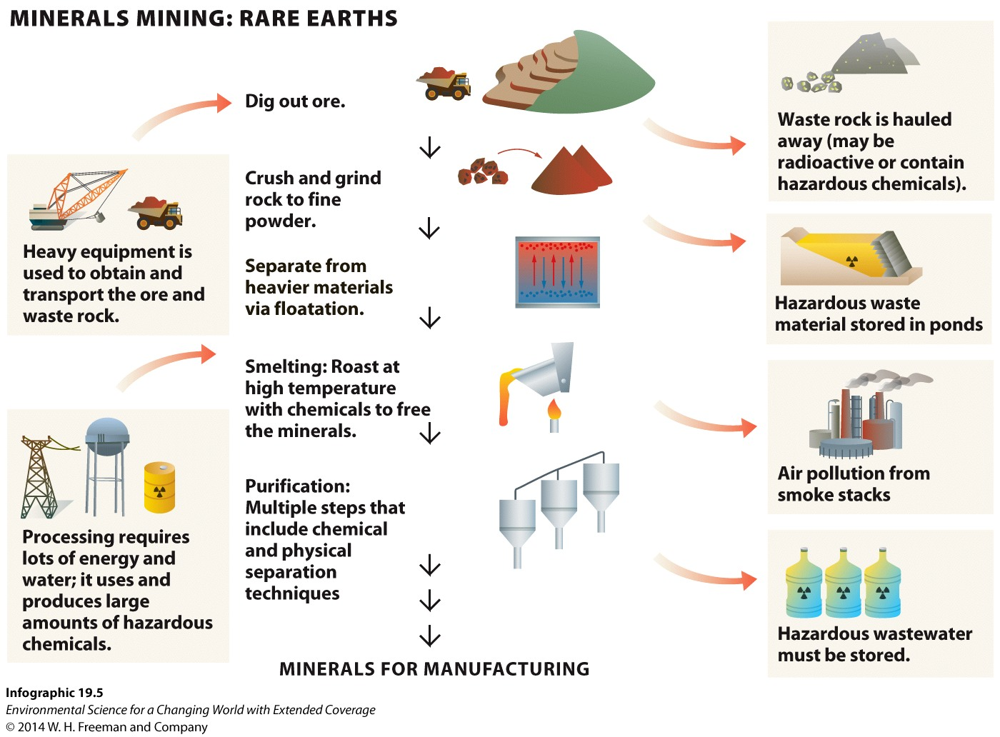 MINERALS MINING: RARE EARTHS
Dig out ore.
Crush and grind
rock to fine
powder.
Separate from
heavier materials
via floatation.
Smelting: Roast at
high temperature
with chemicals to free
the minerals.
Purification:
Multiple steps that
include chemical
and physical
separation
techniques
MINERALS FOR MANUFACTURING
Heavy equipment is
used to obtain and
transport the ore and
waste rock.
Processing requires
lots of energy and
water; it uses and
produces large
amounts of hazardous
chemicals.
Waste rock is hauled
away (may be
radioactive or contain
hazardous chemicals).
Hazardous waste
material stored in ponds
Air pollution from
smoke stacks
Hazardous wastewater
must be stored.
Infographic 19.5
Environmental Science for a Changing World with Extended Coverage
© 2014 W. H. Freeman and Company